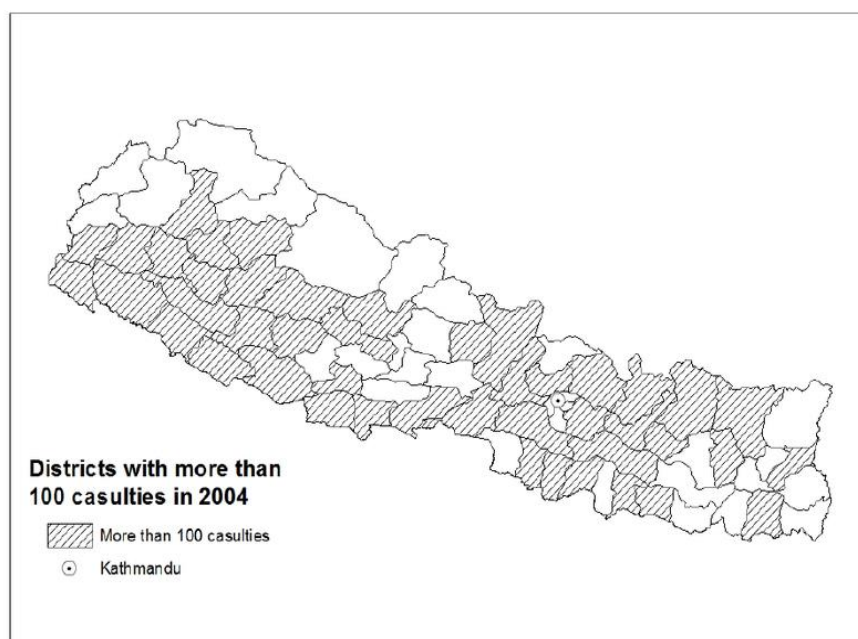 Districts with more than
100 casulties in 2004
More than 100 casulties
Kathmandu